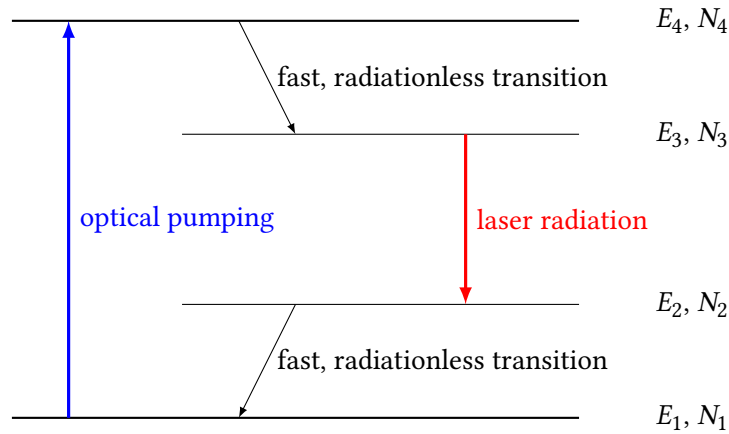 E4, N4
fast, radiationless transition
E3, N3
optical pumping
laser radiation
E2, N2
fast, radiationless transition
E1, N1